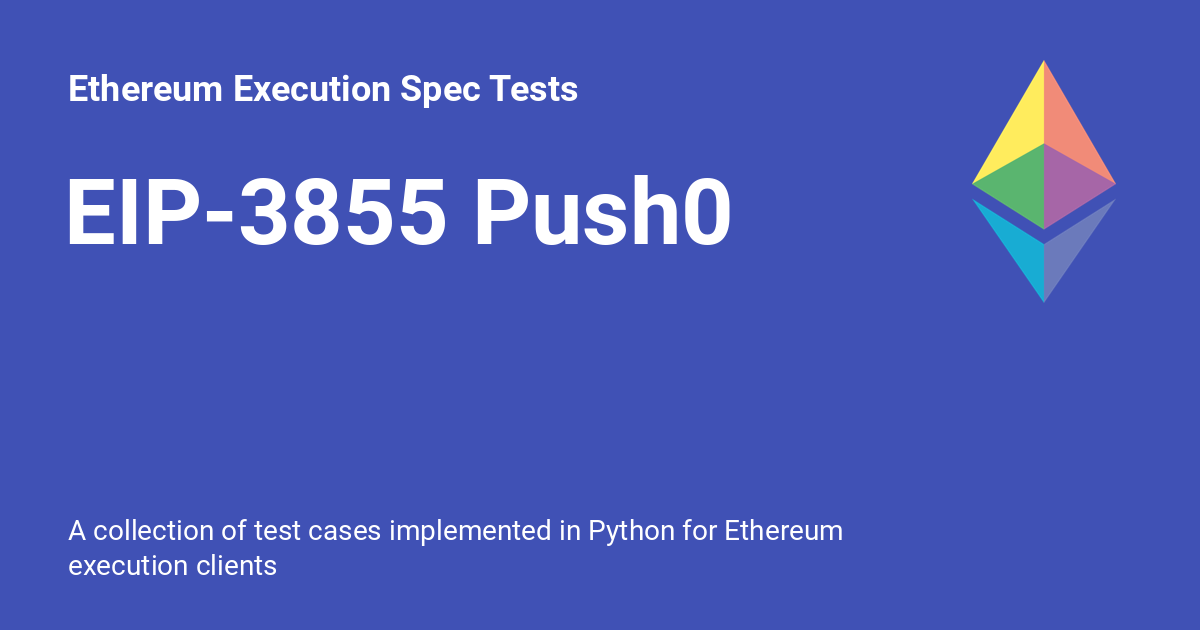 Ethereum Execution Spec Tests
EIP-3855 Push0
A collection of test cases implemented in Python for Ethereum
execution clients